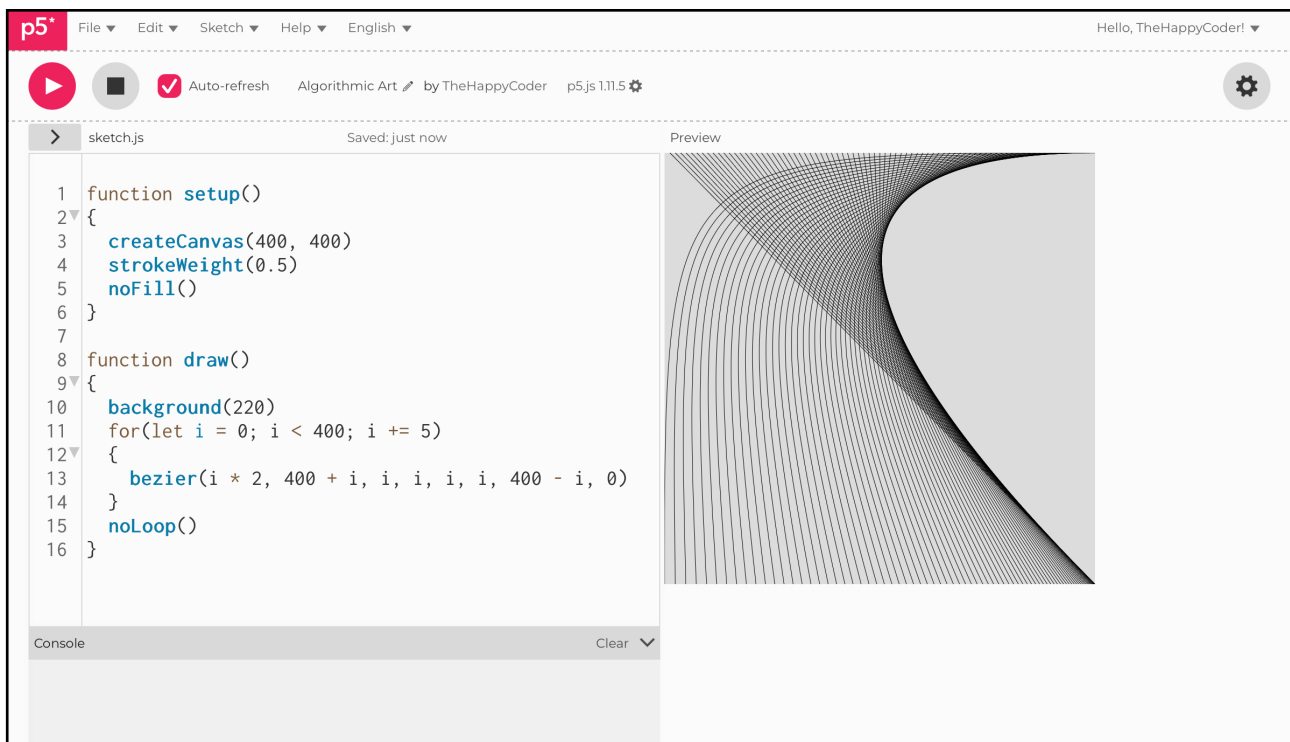 p5* File Edit Sketch Help English Hello, TheHappyCoder!
Auto-refresh Algorithmic Art by TheHappyCoder p5.js 1.11.5
sketch.js Saved: just now Preview
1 function setup()
2 {
3 createCanvas(400, 400)
4 strokeWeight(0.5)
5 noFill()
6 }
7
8 function draw()
9 {
10 background(220)
11 for(let i = 0; i < 400; i += 5)
12 {
13 bezier(i * 2, 400 + i, i, i, i, i, 400 - i, 0)
14 }
15 noLoop()
16 }
Console Clear